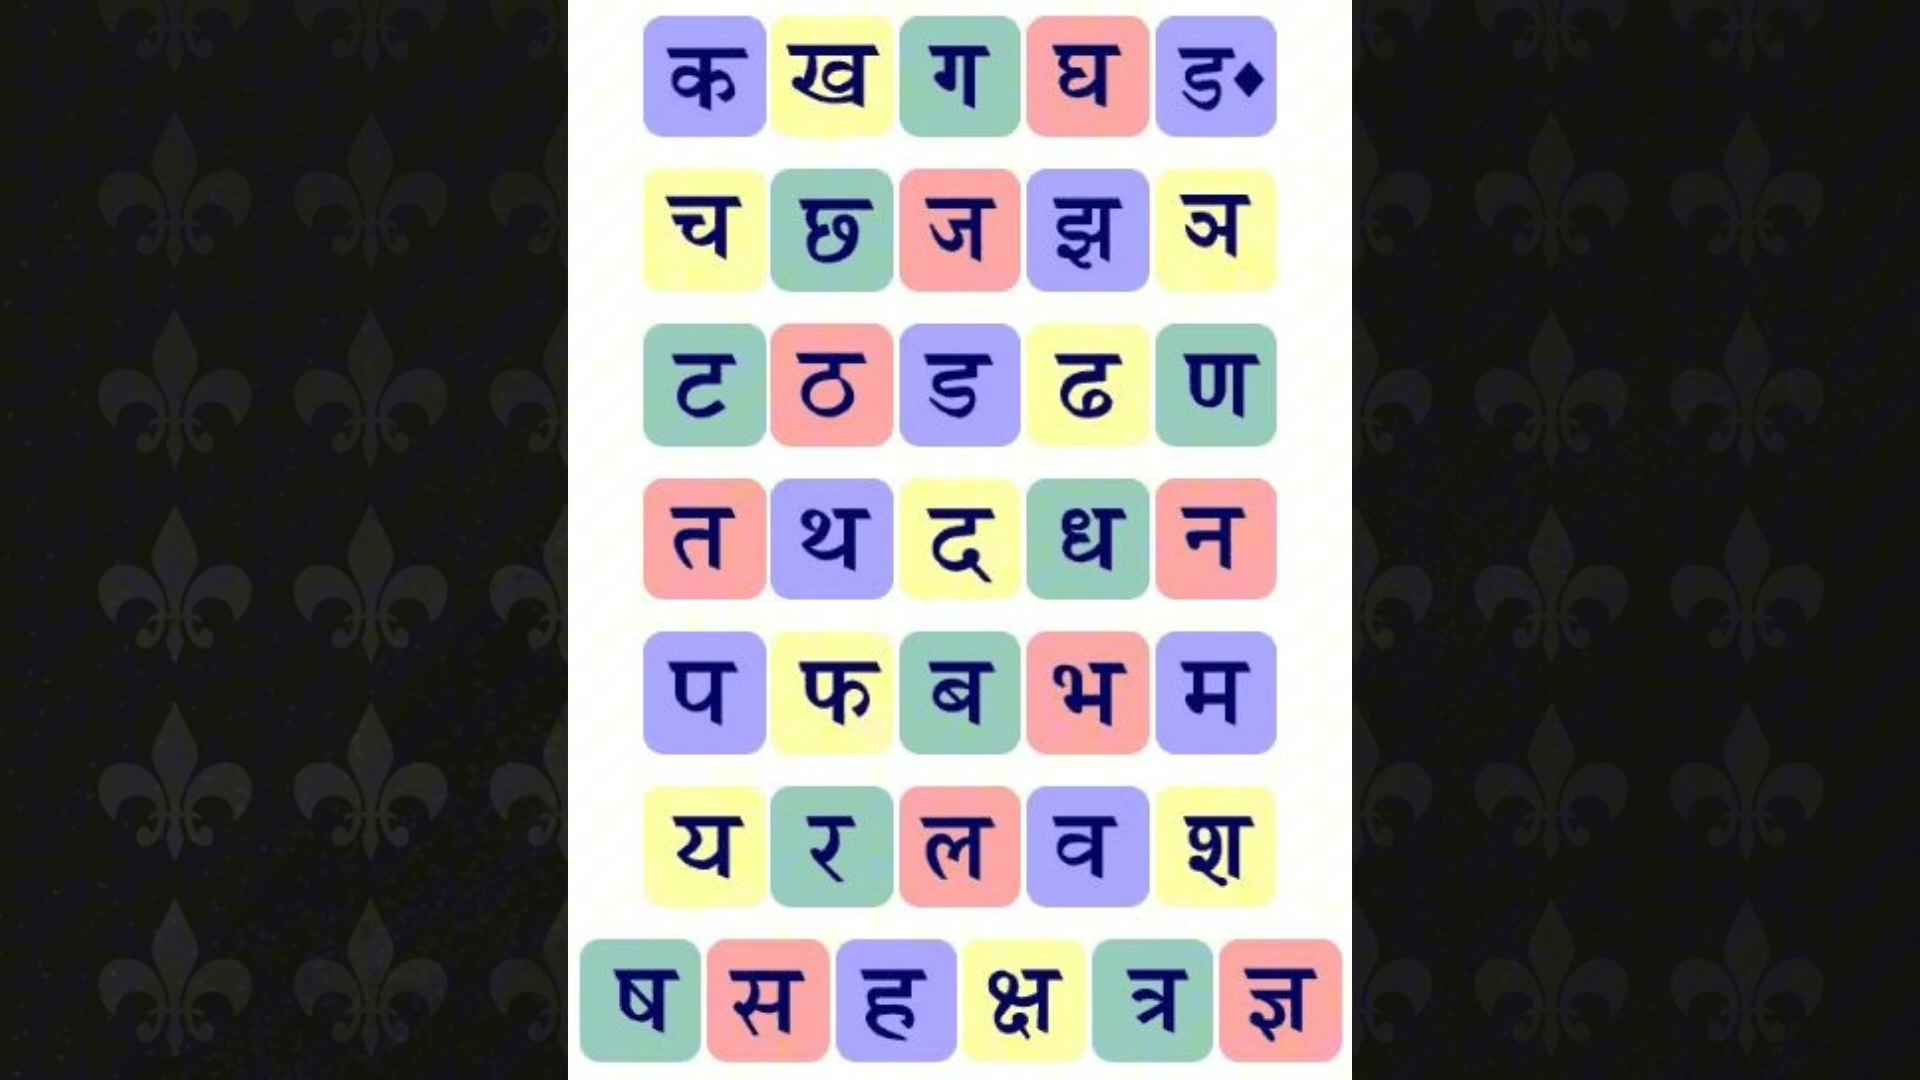 क ख ग घ ङ
च छ ज झ ञ
ट ठ ड ढ ण
त थ द ध न
प फ ब भ म
य र ल व श
ष स ह क्ष त्र ज्ञ